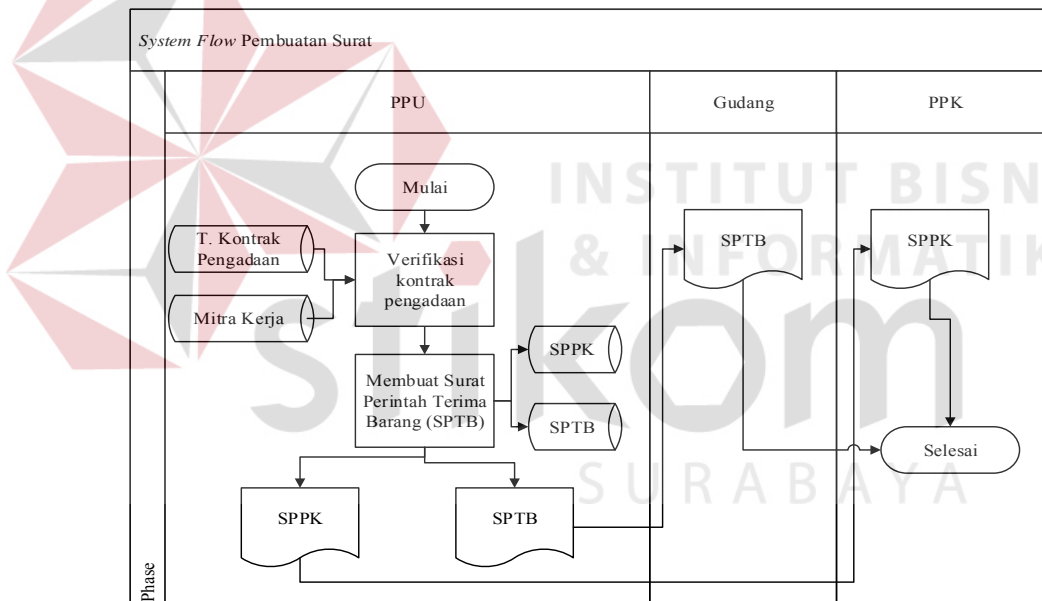 System Flow Pembuatan Surat
PPU
Gudang
PPK
Mulai
T. Kontrak
Pengadaan
Mitra Kerja
Verifikasi
kontrak
pengadaan
Membuat Surat
Perintah Terima
Barang (SPTB)
SPPK
SPTB
SPPK
SPTB
SPTB
SPPK
Selesai
Phase
INSTITUT BISN
& INFORMATIK
stikom
SURABAYA